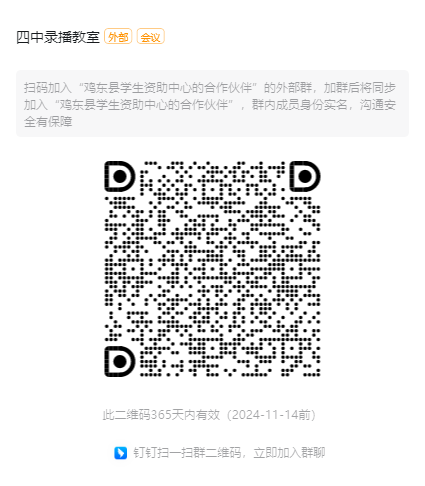 四中录播教室 外部 会议
扫码加入“鸡东县学生资助中心的合作伙伴”的外部群，加群后将同步
加入“鸡东县学生资助中心的合作伙伴”，群内成员身份实名，沟通安
全有保障
此二维码365天内有效（2024-11-14前）
钉钉扫一扫群二维码，立即加入群聊